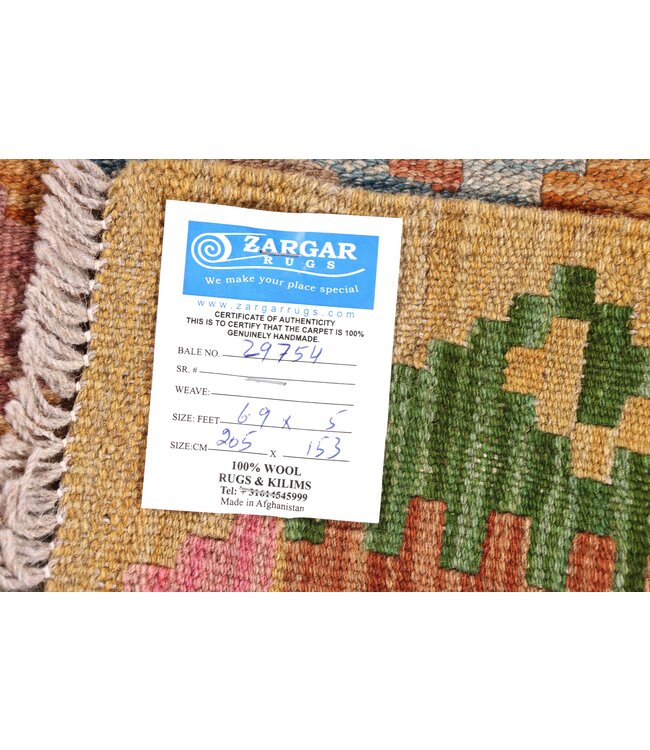 ZARGAR
RUGS
We make your place special
www.zargarrugs.com
CERTIFICATE OF AUTHENTICITY
THIS IS TO CERTIFY THAT THE CARPET IS 100%
GENUINELY HANDMADE.
BALE NO. 29754
SR. #
WEAVE:
SIZE: FEET 6.9 x 5
SIZE:CM 205 X 153
100% WOOL
RUGS & KILIMS
Tel: + 31614545999
Made in Afghanistan